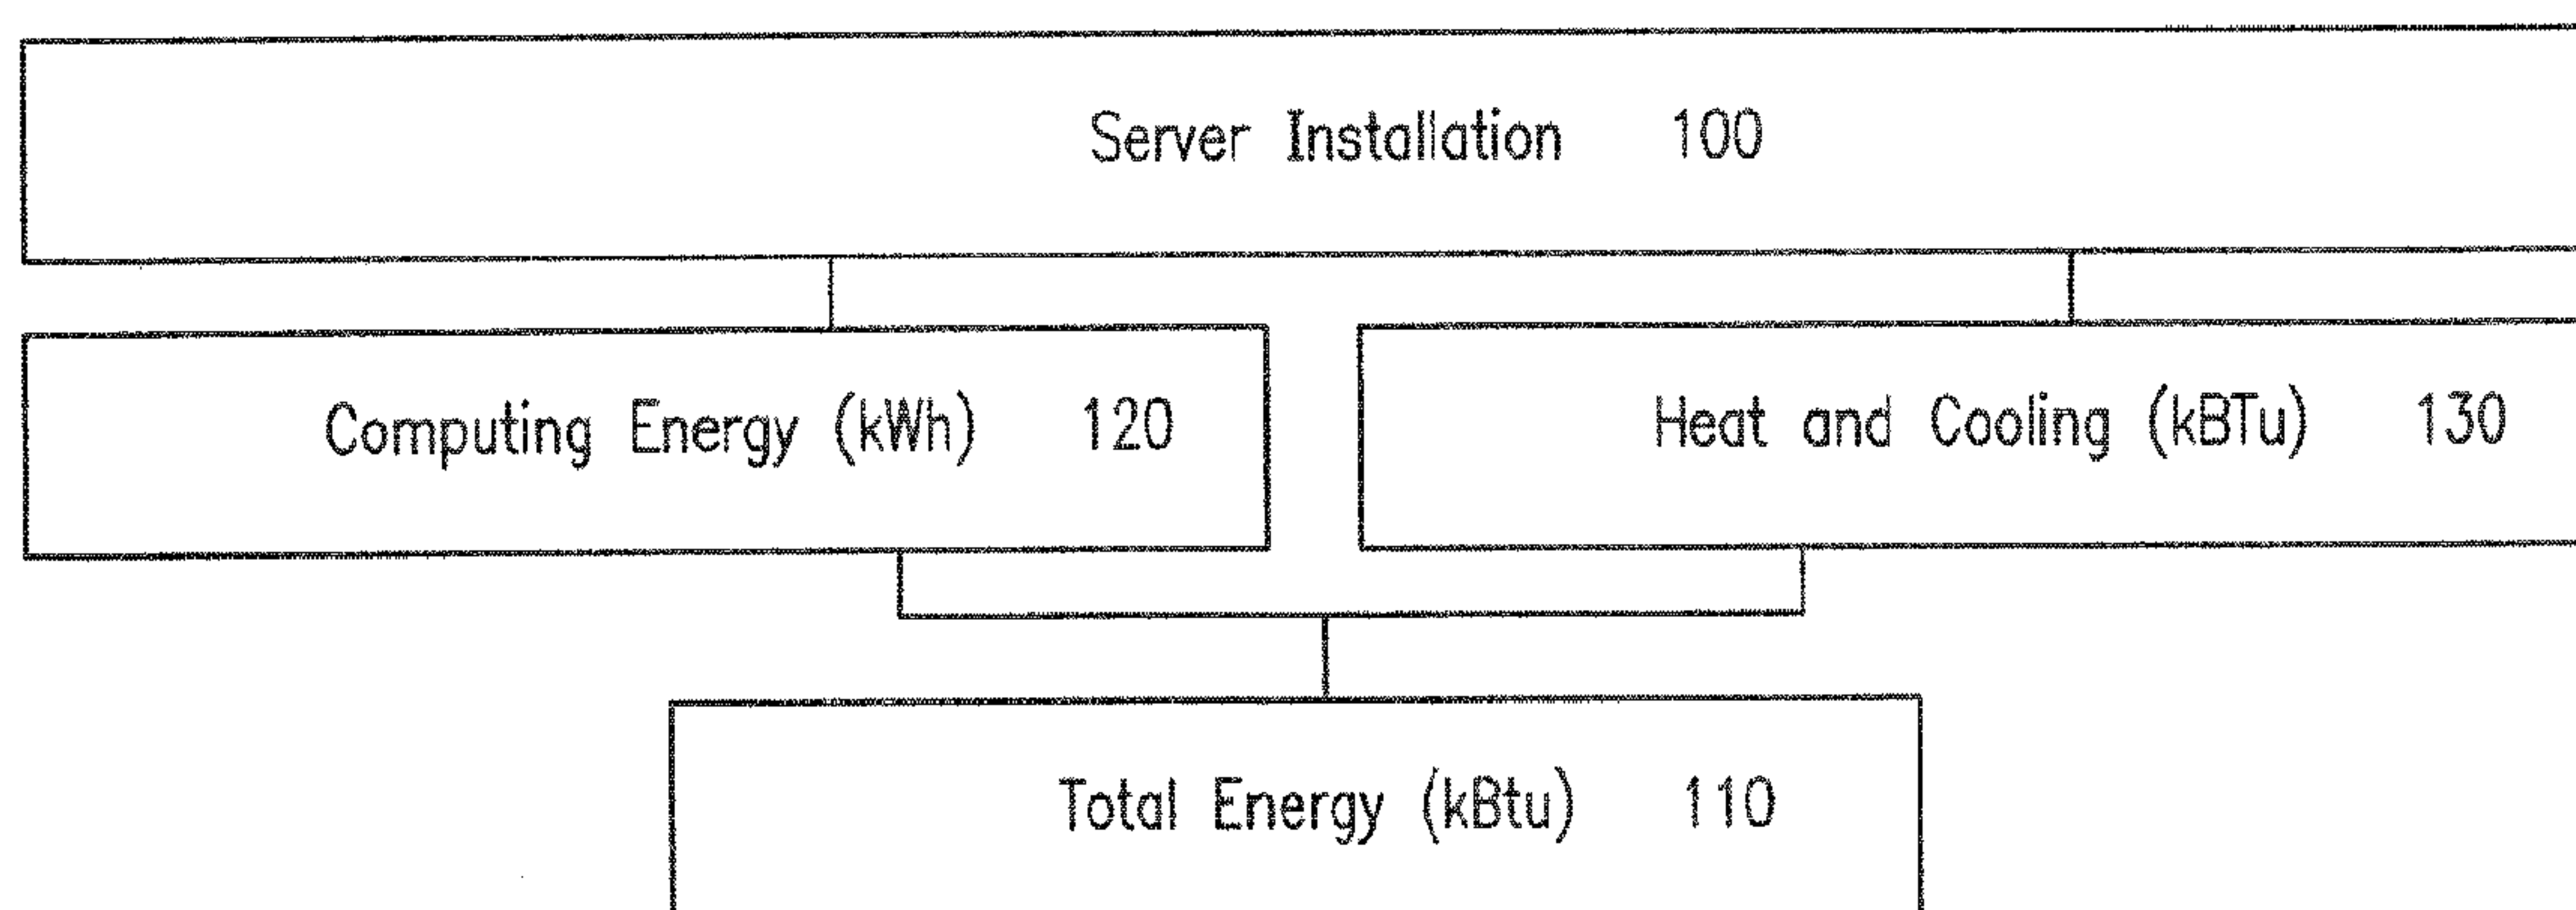 Server Installation 100
Computing Energy (kWh) 120
Heat and Cooling (kBTu) 130
Total Energy (kBtu) 110